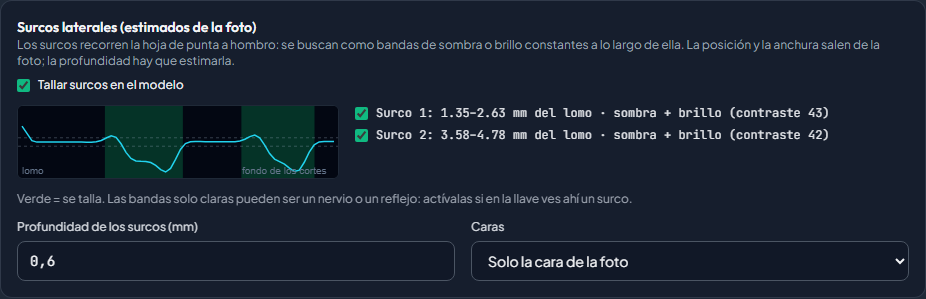 Surcos laterales (estimados de la foto)
Los surcos recorren la hoja de punta a hombro: se buscan como bandas de sombra o brillo constantes a lo largo de ella. La posición y la anchura salen de la
foto; la profundidad hay que estimarla.
Tallar surcos en el modelo
Surco 1: 1.35–2.63 mm del lomo · sombra + brillo (contraste 43)
Surco 2: 3.58–4.78 mm del lomo · sombra + brillo (contraste 42)
lomo
fondo de los cortes
Verde = se talla. Las bandas solo claras pueden ser un nervio o un reflejo: actívalas si en la llave ves ahí un surco.
Profundidad de los surcos (mm)
Caras
0,6
Solo la cara de la foto